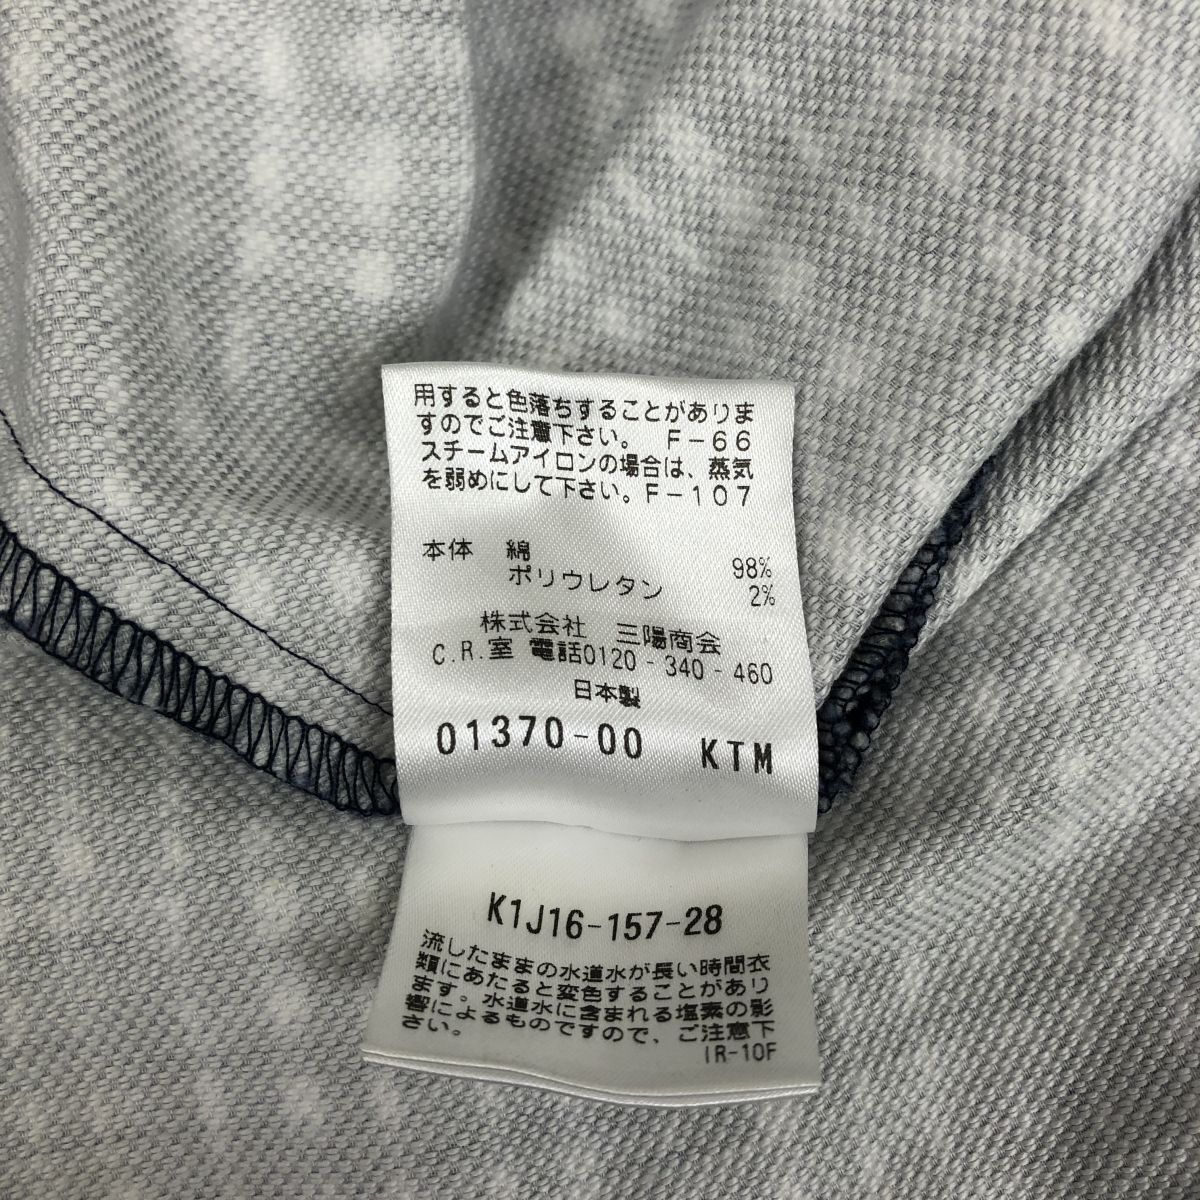 用すると色落ちすることがありま
すのでご注意下さい。 F-66
スチームアイロンの場合は、蒸気
を弱めにして下さい。F-107
本体 綿 98%
ポリウレタン 2%
株式会社 三陽商会
C.R.室 電話0120-340-460
日本製
01370-00 KTM
K1J16-157-28
流したままの水道水が長い時間衣
類にあたると変色することがあり
ます。水道水に含まれる塩素の影
響によるものですので、ご注意下
さい。
IR-10F